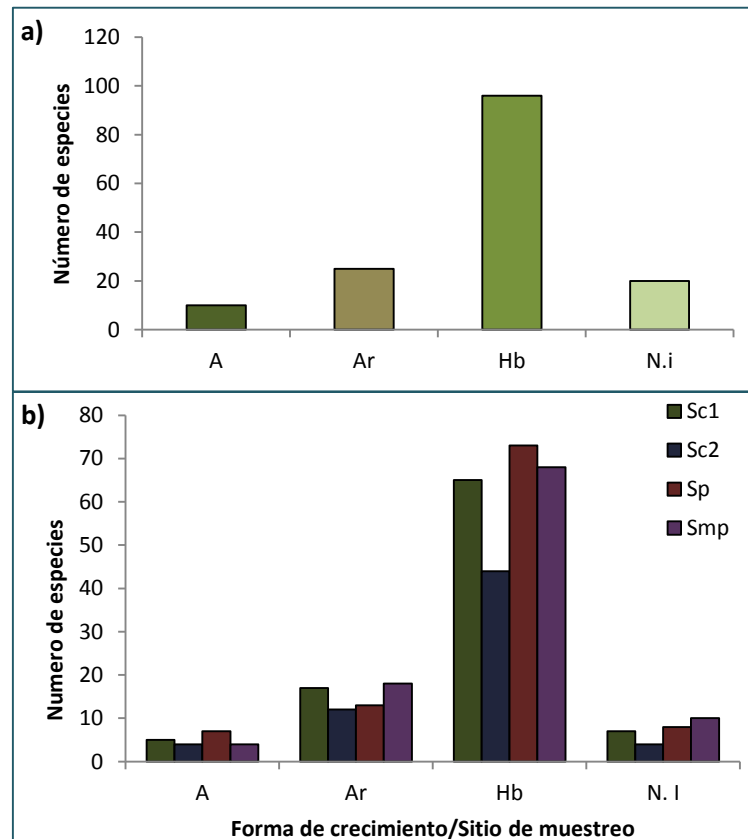 a)
Número de especies
120
100
80
60
40
20
0
A Ar Hb N.i
b)
Numero de especies
80
70
60
50
40
30
20
10
0
Sc1
Sc2
Sp
Smp
A Ar Hb N. I
Forma de crecimiento/Sitio de muestreo